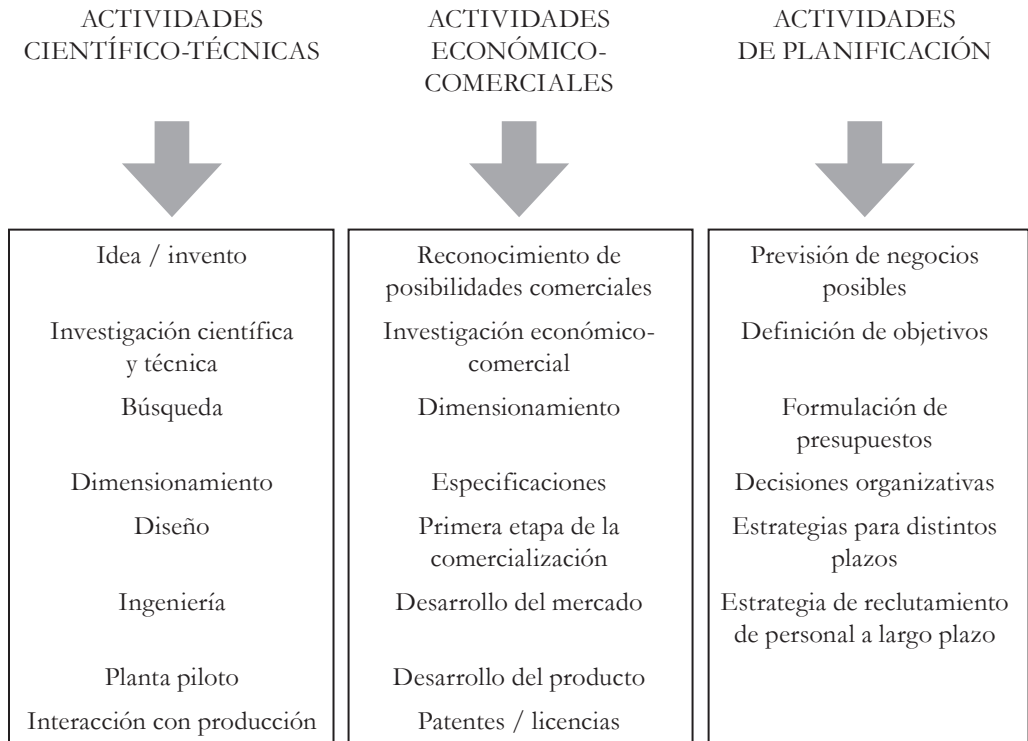 ACTIVIDADES
CIENTÍFICO-TÉCNICAS
ACTIVIDADES
ECONÓMICO-
COMERCIALES
ACTIVIDADES
DE PLANIFICACIÓN
Idea / invento
Investigación científica
y técnica
Búsqueda
Dimensionamiento
Diseño
Ingeniería
Planta piloto
Interacción con producción
Reconocimiento de
posibilidades comerciales
Investigación económico-
comercial
Dimensionamiento
Especificaciones
Primera etapa de la
comercialización
Desarrollo del mercado
Desarrollo del producto
Patentes / licencias
Previsión de negocios
posibles
Definición de objetivos
Formulación de
presupuestos
Decisiones organizativas
Estrategias para distintos
plazos
Estrategia de reclutamiento
de personal a largo plazo